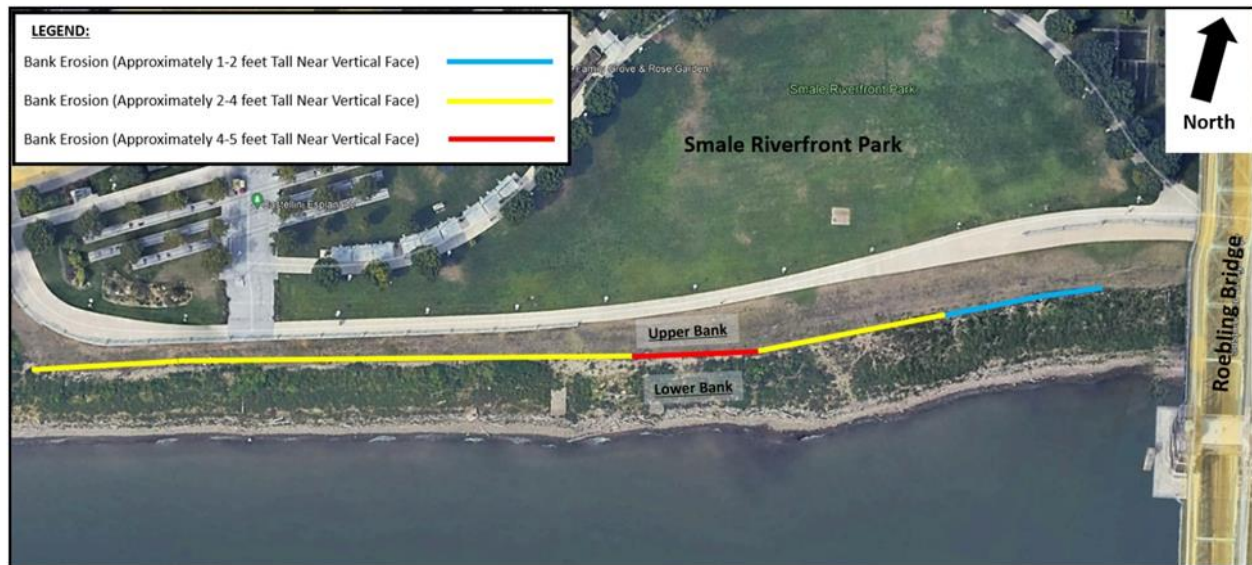 LEGEND:
Bank Erosion (Approximately 1-2 feet Tall Near Vertical Face)
Bank Erosion (Approximately 2-4 feet Tall Near Vertical Face)
Bank Erosion (Approximately 4-5 feet Tall Near Vertical Face)
North
Family Grove & Rose Garden
Smale Riverfront Park
Smale Riverfront Park
Castellini Esplanade
Upper Bank
Lower Bank
Roebling Bridge